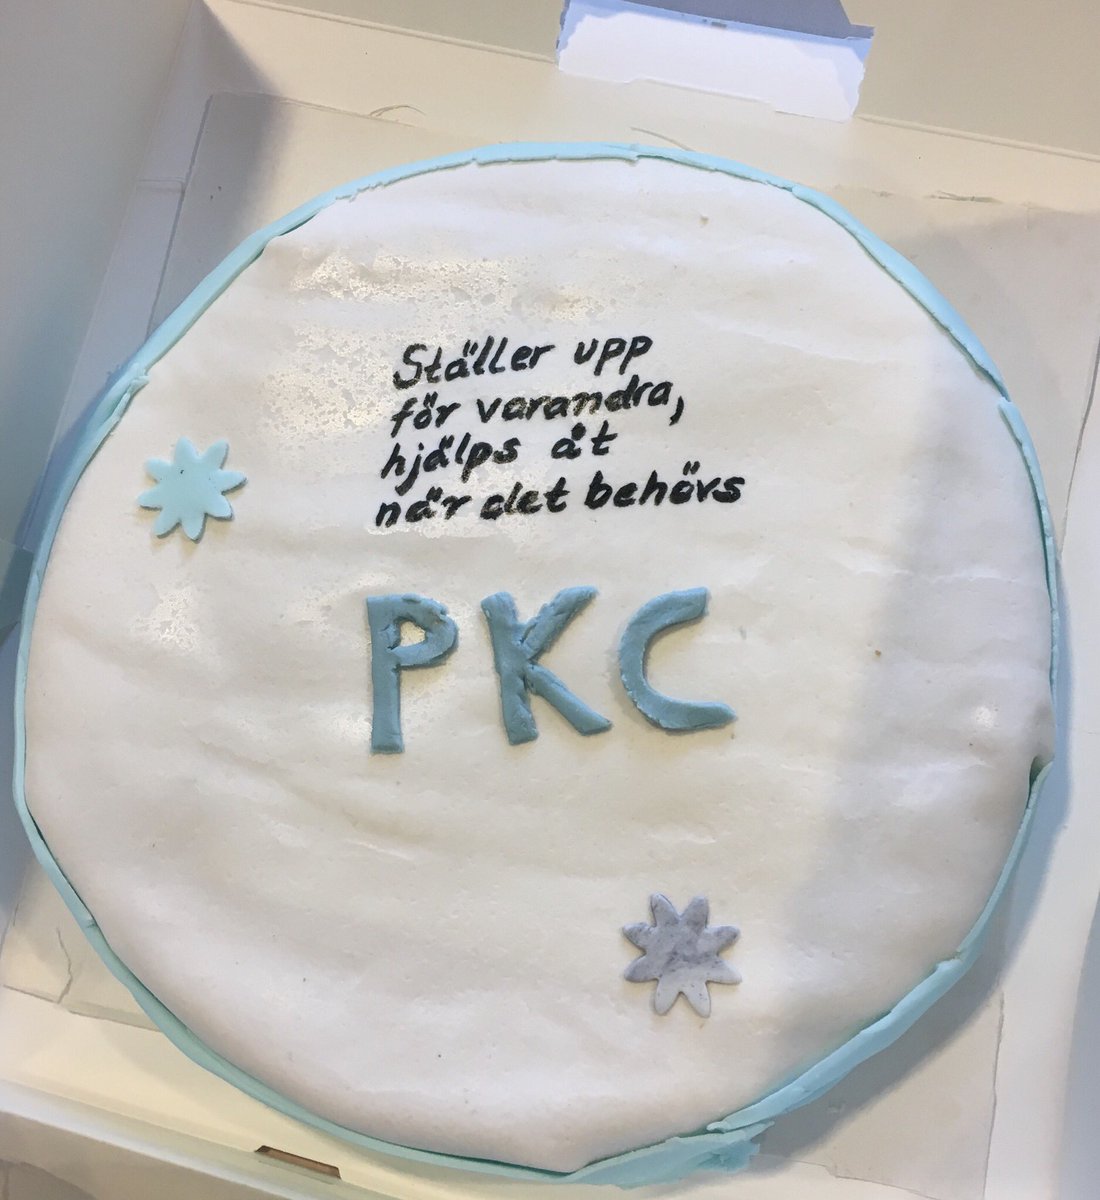 Ställer upp
för varandra,
hjälps åt
när det behövs
PKC